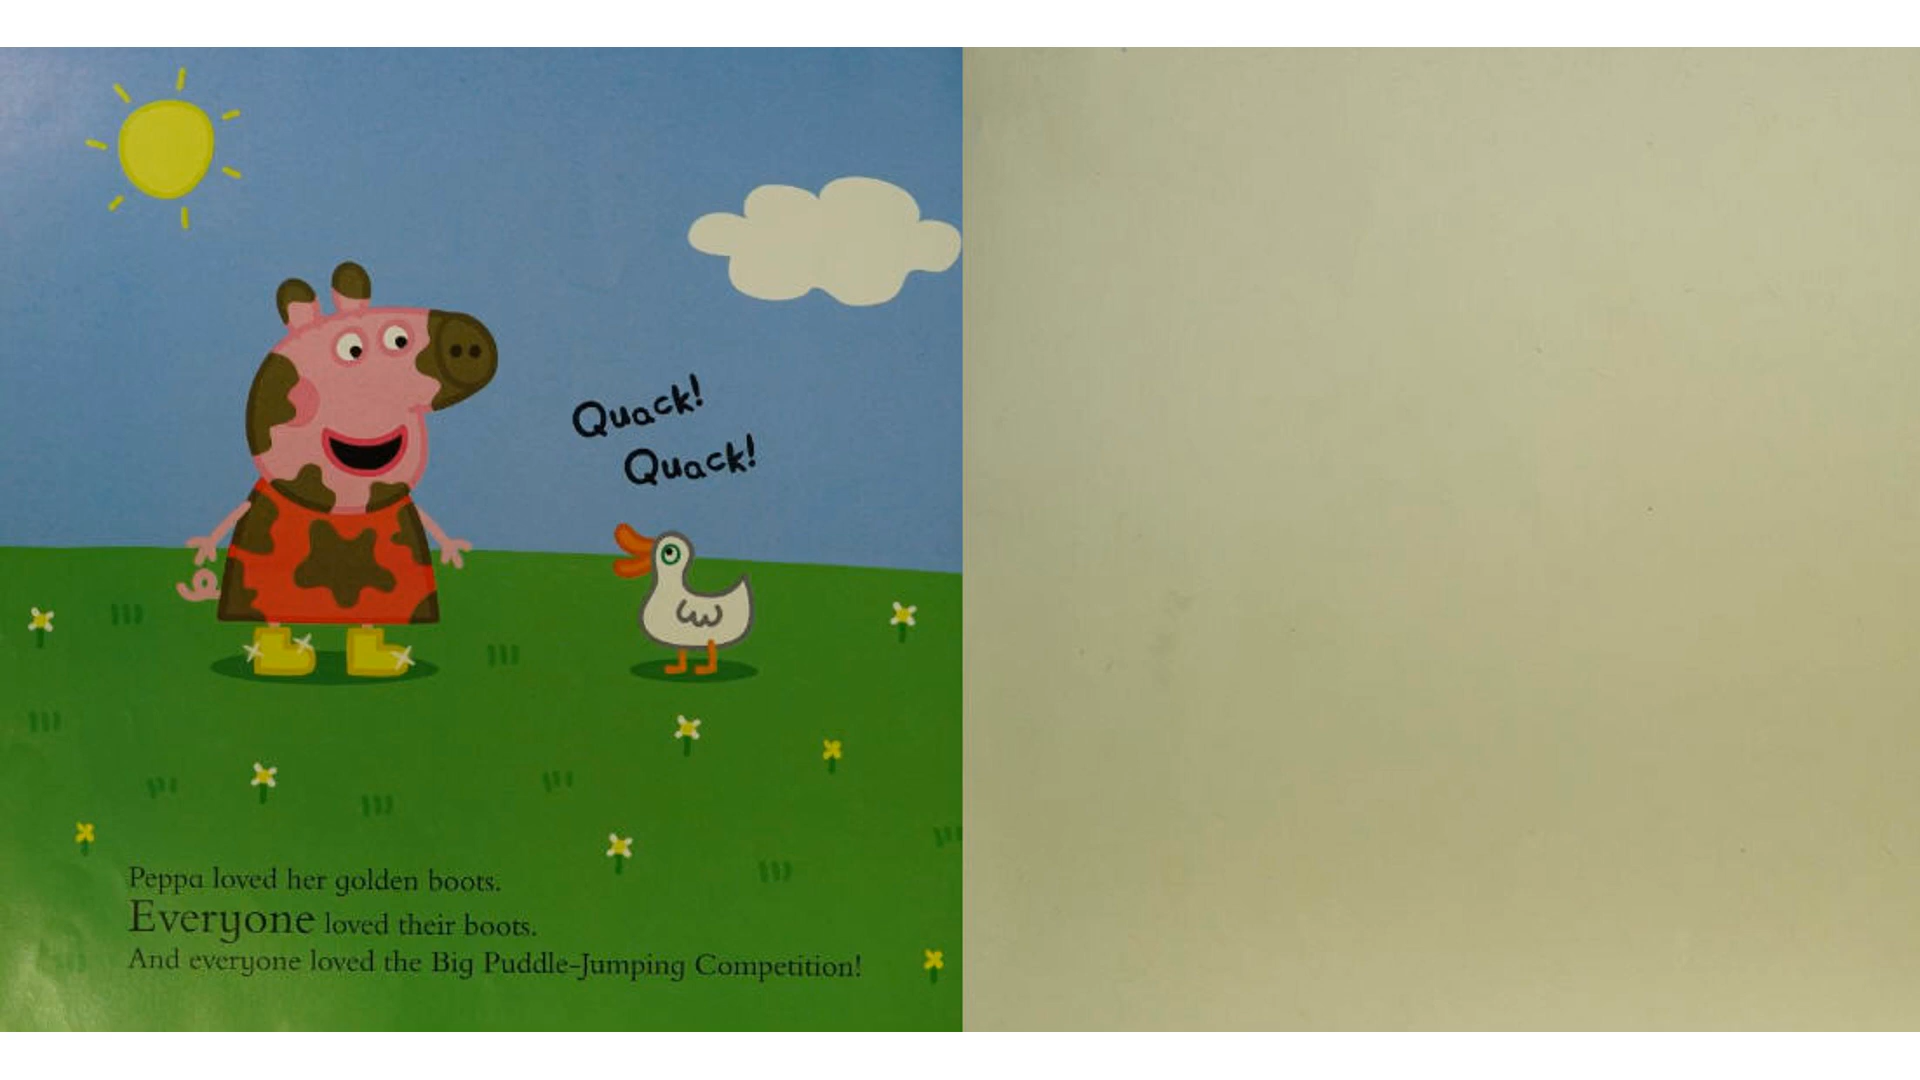 Quack!
Quack!
Peppa loved her golden boots.
Everyone loved their boots.
And everyone loved the Big Puddle-Jumping Competition!